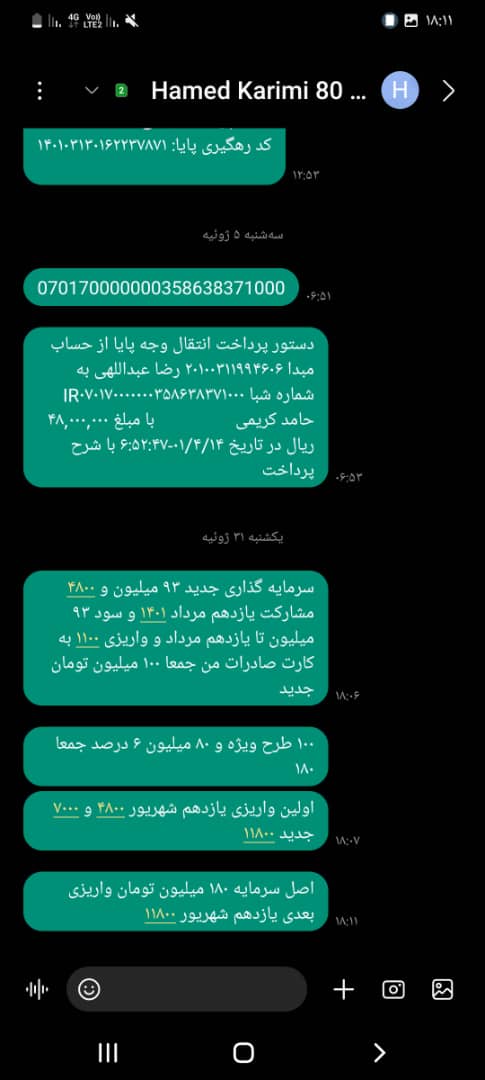 ۱۸:۱۱
4G
Vo)) LTE2
2
Hamed Karimi 80 ...
H
کد رهگیری پایا: ۱۴۰۱۰۳۱۳۰۱۶۲۲۳۷۸۷۱
۱۲:۵۳
سه‌شنبه ۵ ژوئیه
070170000000358638371000
۰۶:۵۱
دستور پرداخت انتقال وجه پایا از حساب
مبدا ۲۰۱۰۰۳۱۱۹۹۴۶۰۶ رضا عبداللهی به
شماره شبا IR۰۷۰۱۷۰۰۰۰۰۰۰۳۵۸۶۳۸۳۷۱۰۰۰
حامد کریمی با مبلغ ۴۸,۰۰۰,۰۰۰
ریال در تاریخ ۰۱/۴/۱۴-۶:۵۲:۴۷ با شرح
پرداخت
۰۶:۵۳
یکشنبه ۳۱ ژوئیه
سرمایه گذاری جدید ۹۳ میلیون و ۴۸۰۰
مشارکت یازدهم مرداد ۱۴۰۱ و سود ۹۳
میلیون تا یازدهم مرداد و واریزی ۱۱۰۰ به
کارت صادرات من جمعا ۱۰۰ میلیون تومان
جدید
۱۸:۰۶
۱۰۰ طرح ویژه و ۸۰ میلیون ۶ درصد جمعا
۱۸۰
اولین واریزی یازدهم شهریور ۴۸۰۰ و ۷۰۰۰
جدید ۱۱۸۰۰
۱۸:۰۷
اصل سرمایه ۱۸۰ میلیون تومان واریزی
بعدی یازدهم شهریور ۱۱۸۰۰
۱۸:۱۱